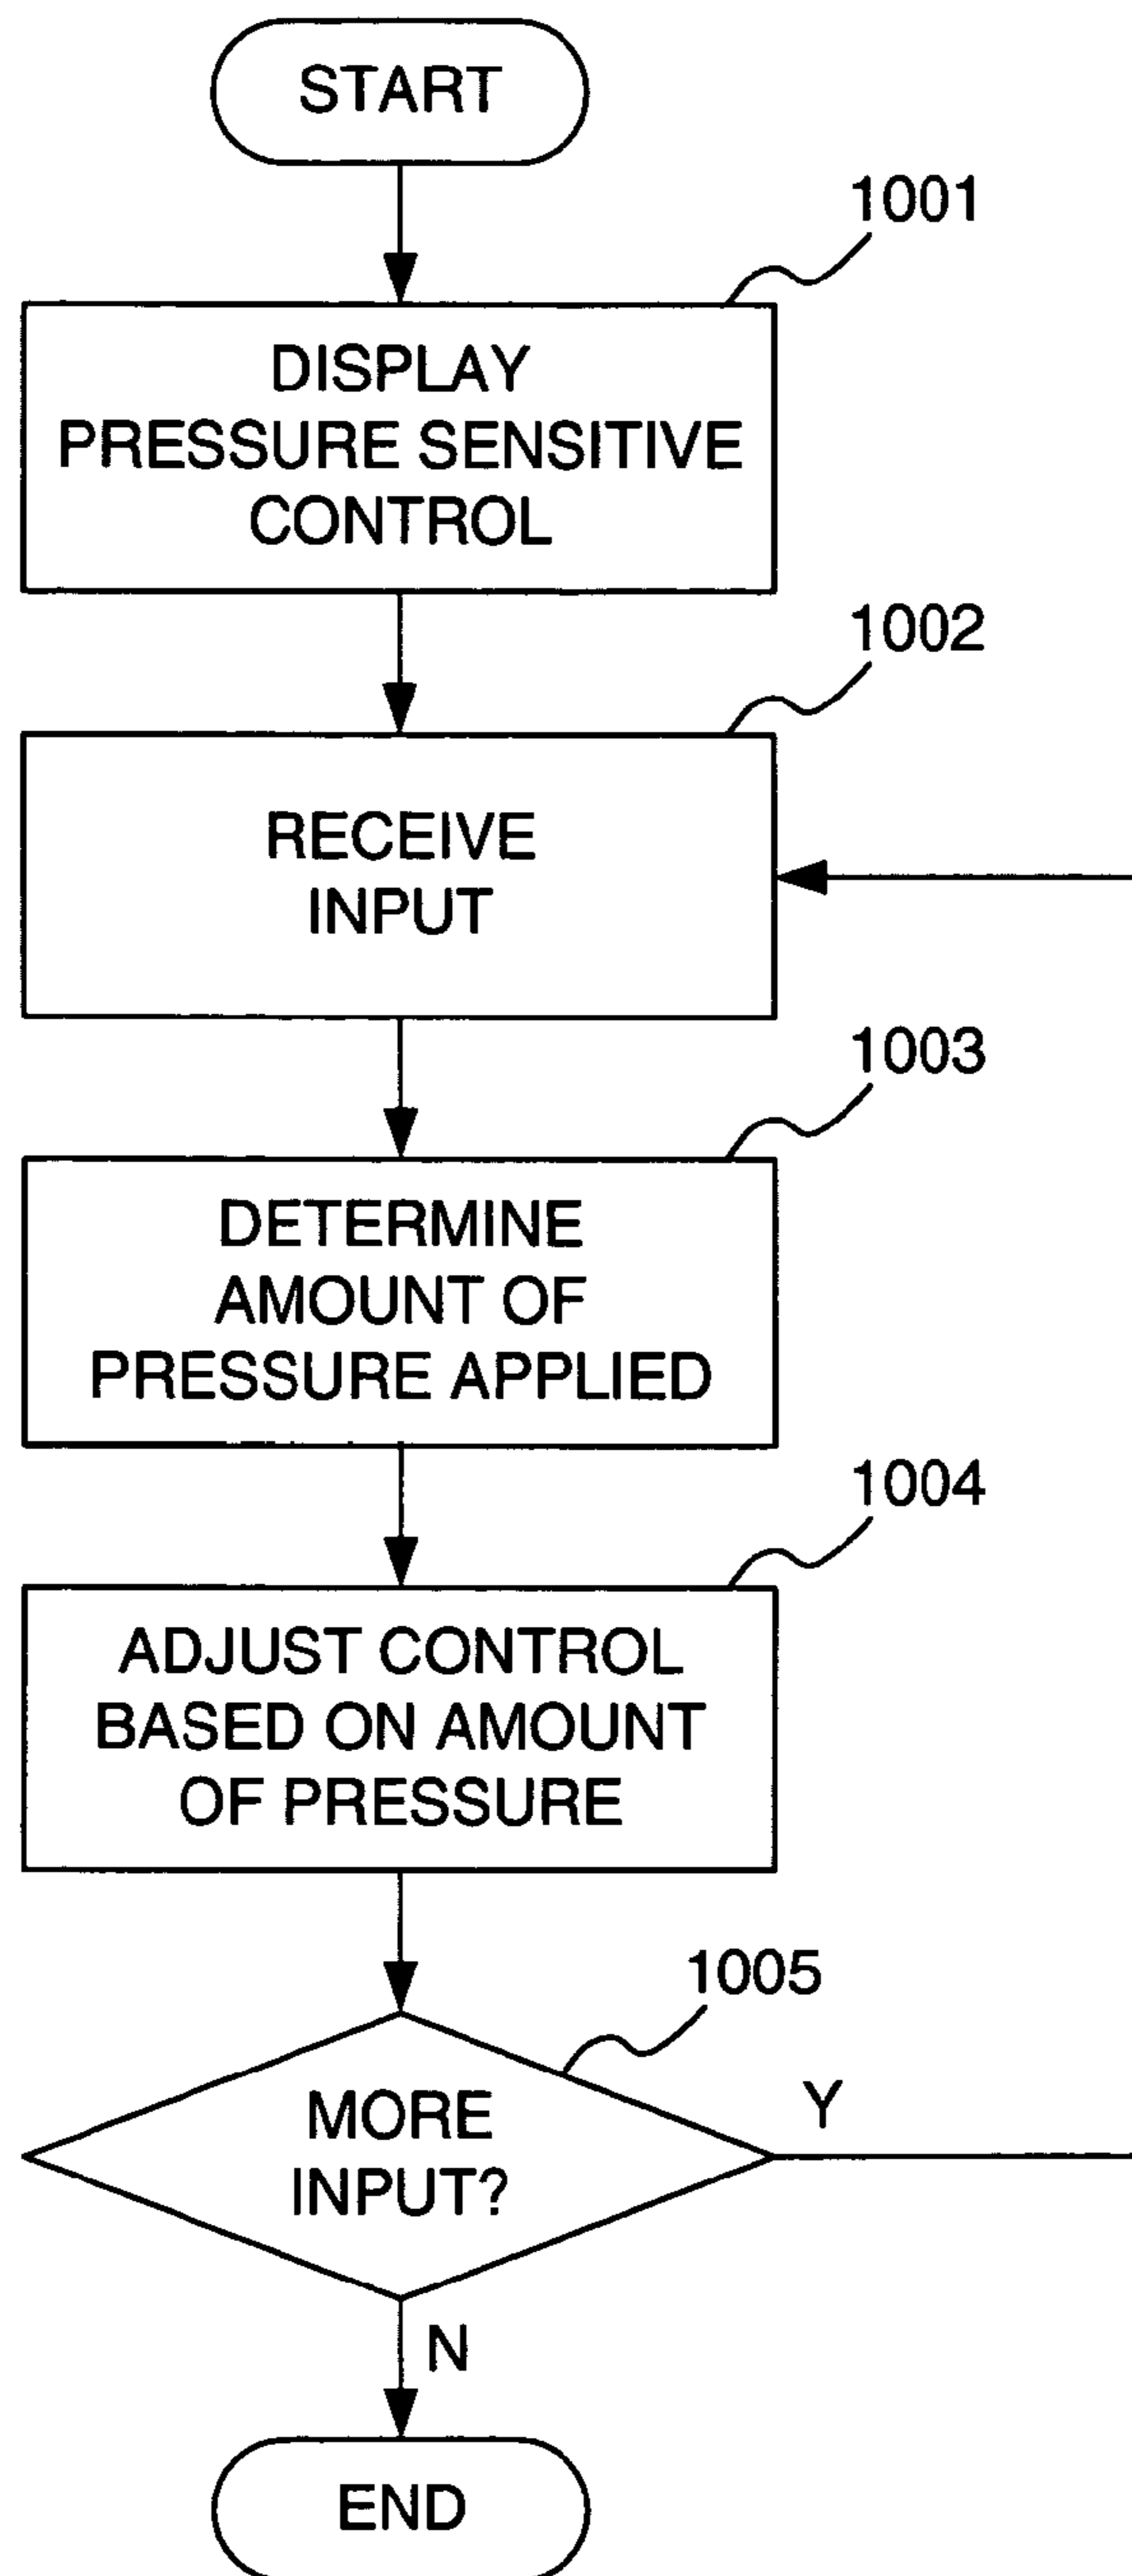 START
1001
DISPLAY
PRESSURE SENSITIVE
CONTROL
1002
RECEIVE
INPUT
1003
DETERMINE
AMOUNT OF
PRESSURE APPLIED
1004
ADJUST CONTROL
BASED ON AMOUNT
OF PRESSURE
1005
MORE
INPUT?
Y
N
END